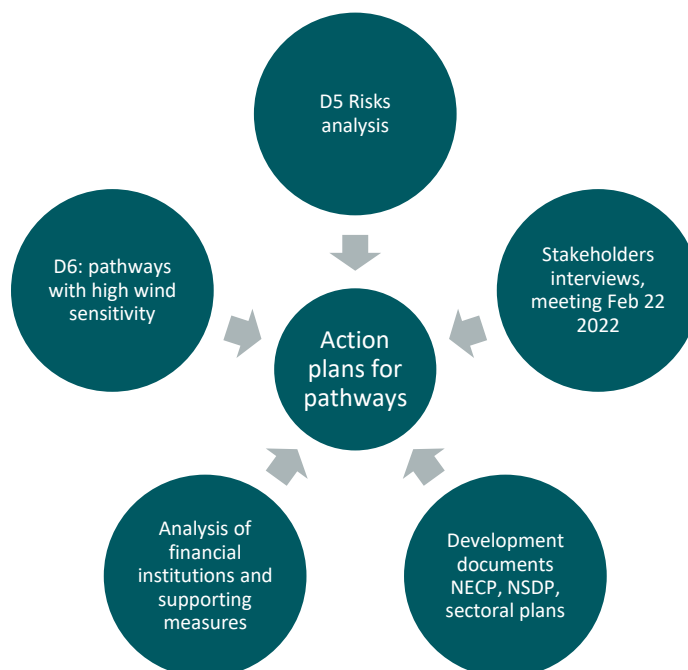 D5 Risks
analysis
D6: pathways
with high wind
sensitivity
Stakeholders
interviews,
meeting Feb 22
2022
Action
plans for
pathways
Analysis of
financial
institutions and
supporting
measures
Development
documents
NECP, NSDP,
sectoral plans